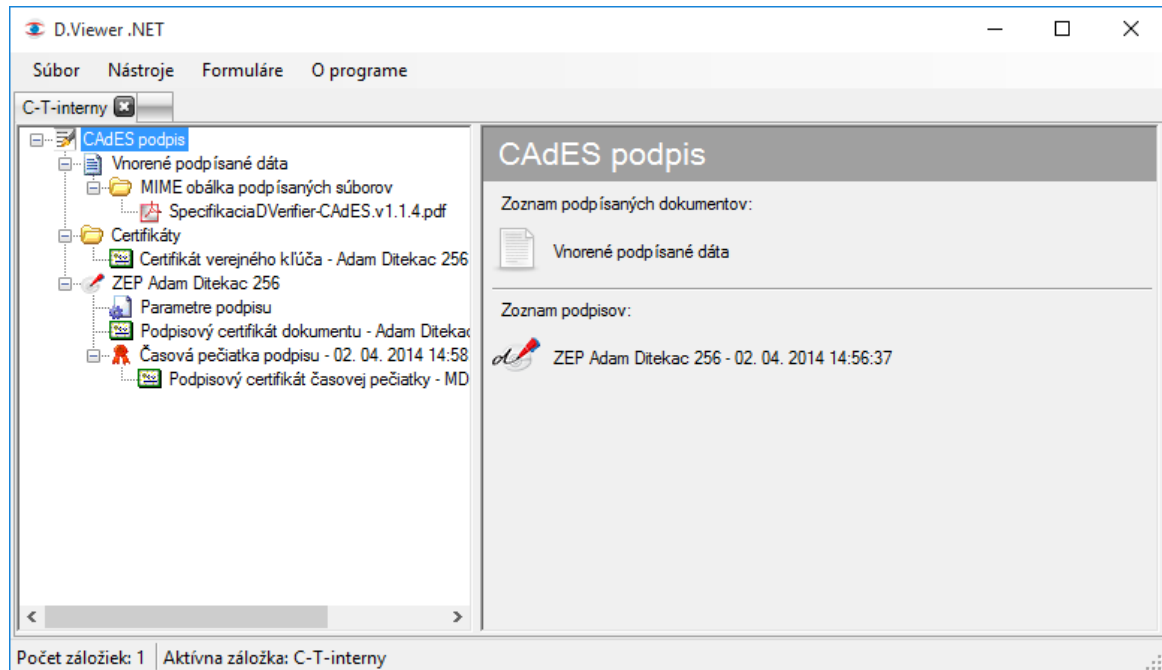 D.Viewer .NET
Súbor Nástroje Formuláre O programe
C-T-interny
CAdES podpis
Vnorené podpísané dáta
MIME obálka podpísaných súborov
SpecifikaciaDVerifier-CAdES.v1.1.4.pdf
Certifikáty
Certifikát verejného kľúča - Adam Ditekac 256
ZEP Adam Ditekac 256
Parametre podpisu
Podpisový certifikát dokumentu - Adam Ditekac
Časová pečiatka podpisu - 02. 04. 2014 14:58
Podpisový certifikát časovej pečiatky - MD
CAdES podpis
Zoznam podpísaných dokumentov:
Vnorené podpísané dáta
Zoznam podpisov:
ZEP Adam Ditekac 256 - 02. 04. 2014 14:56:37
Počet záložiek: 1 Aktívna záložka: C-T-interny